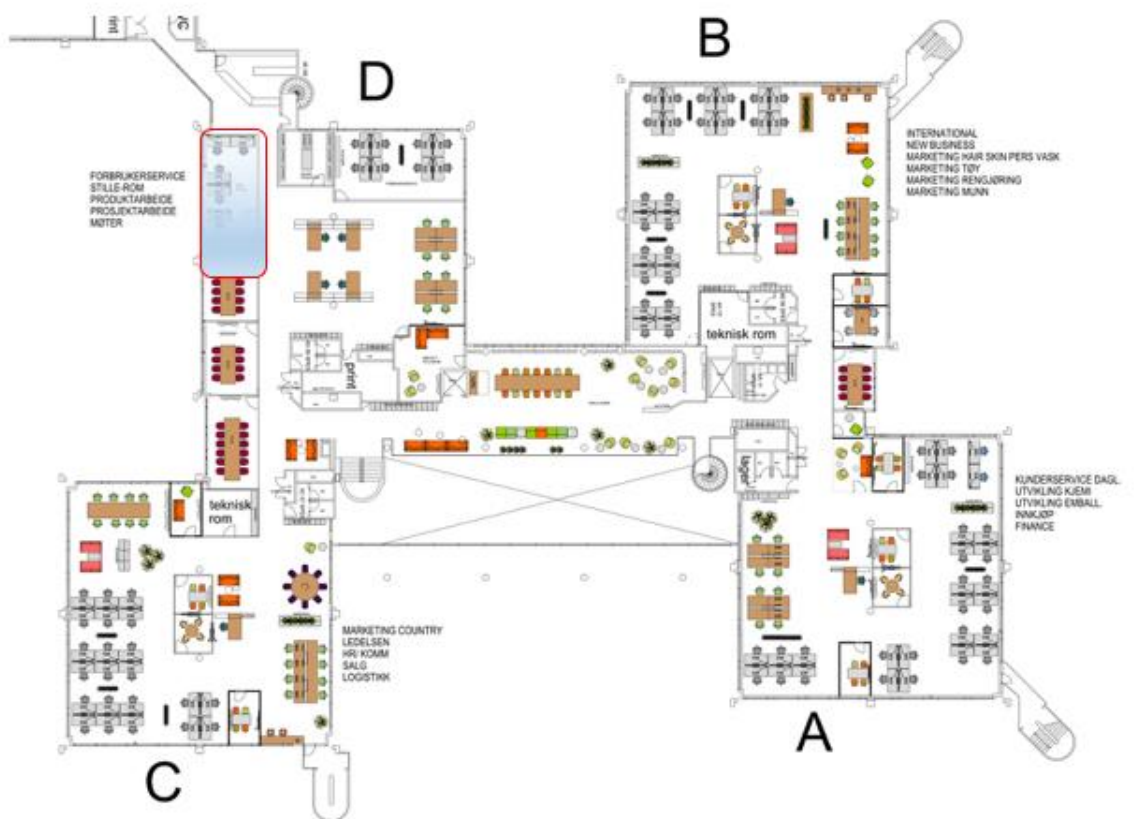 print
WC
B
D
INTERNATIONAL
NEW BUSINESS
MARKETING HAIR SKIN PERS VASK
MARKETING TØY
MARKETING RENGJØRING
MARKETING MUNN
FORBRUKERSERVICE
STILLE-ROM
PRODUKTARBEIDE
PROSJEKTARBEIDE
MØTER
teknisk rom
print
lager
KUNDERSERVICE DAGL.
UTVIKLING KJEMI
UTVIKLING EMBALL.
INNKJØP
FINANCE
teknisk
rom
MARKETING COUNTRY
LEDELSEN
HR/ KOMM
SALG
LOGISTIKK
A
C